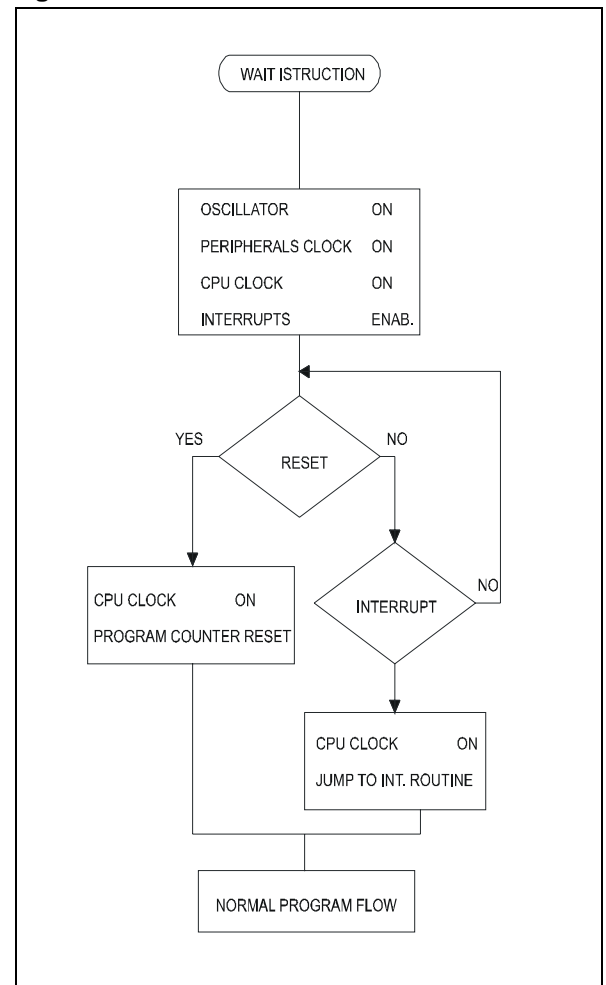 WAIT ISTRUCTION
OSCILLATOR ON
PERIPHERALS CLOCK ON
CPU CLOCK ON
INTERRUPTS ENAB.
YES
NO
RESET
CPU CLOCK ON
PROGRAM COUNTER RESET
INTERRUPT
NO
CPU CLOCK ON
JUMP TO INT. ROUTINE
NORMAL PROGRAM FLOW